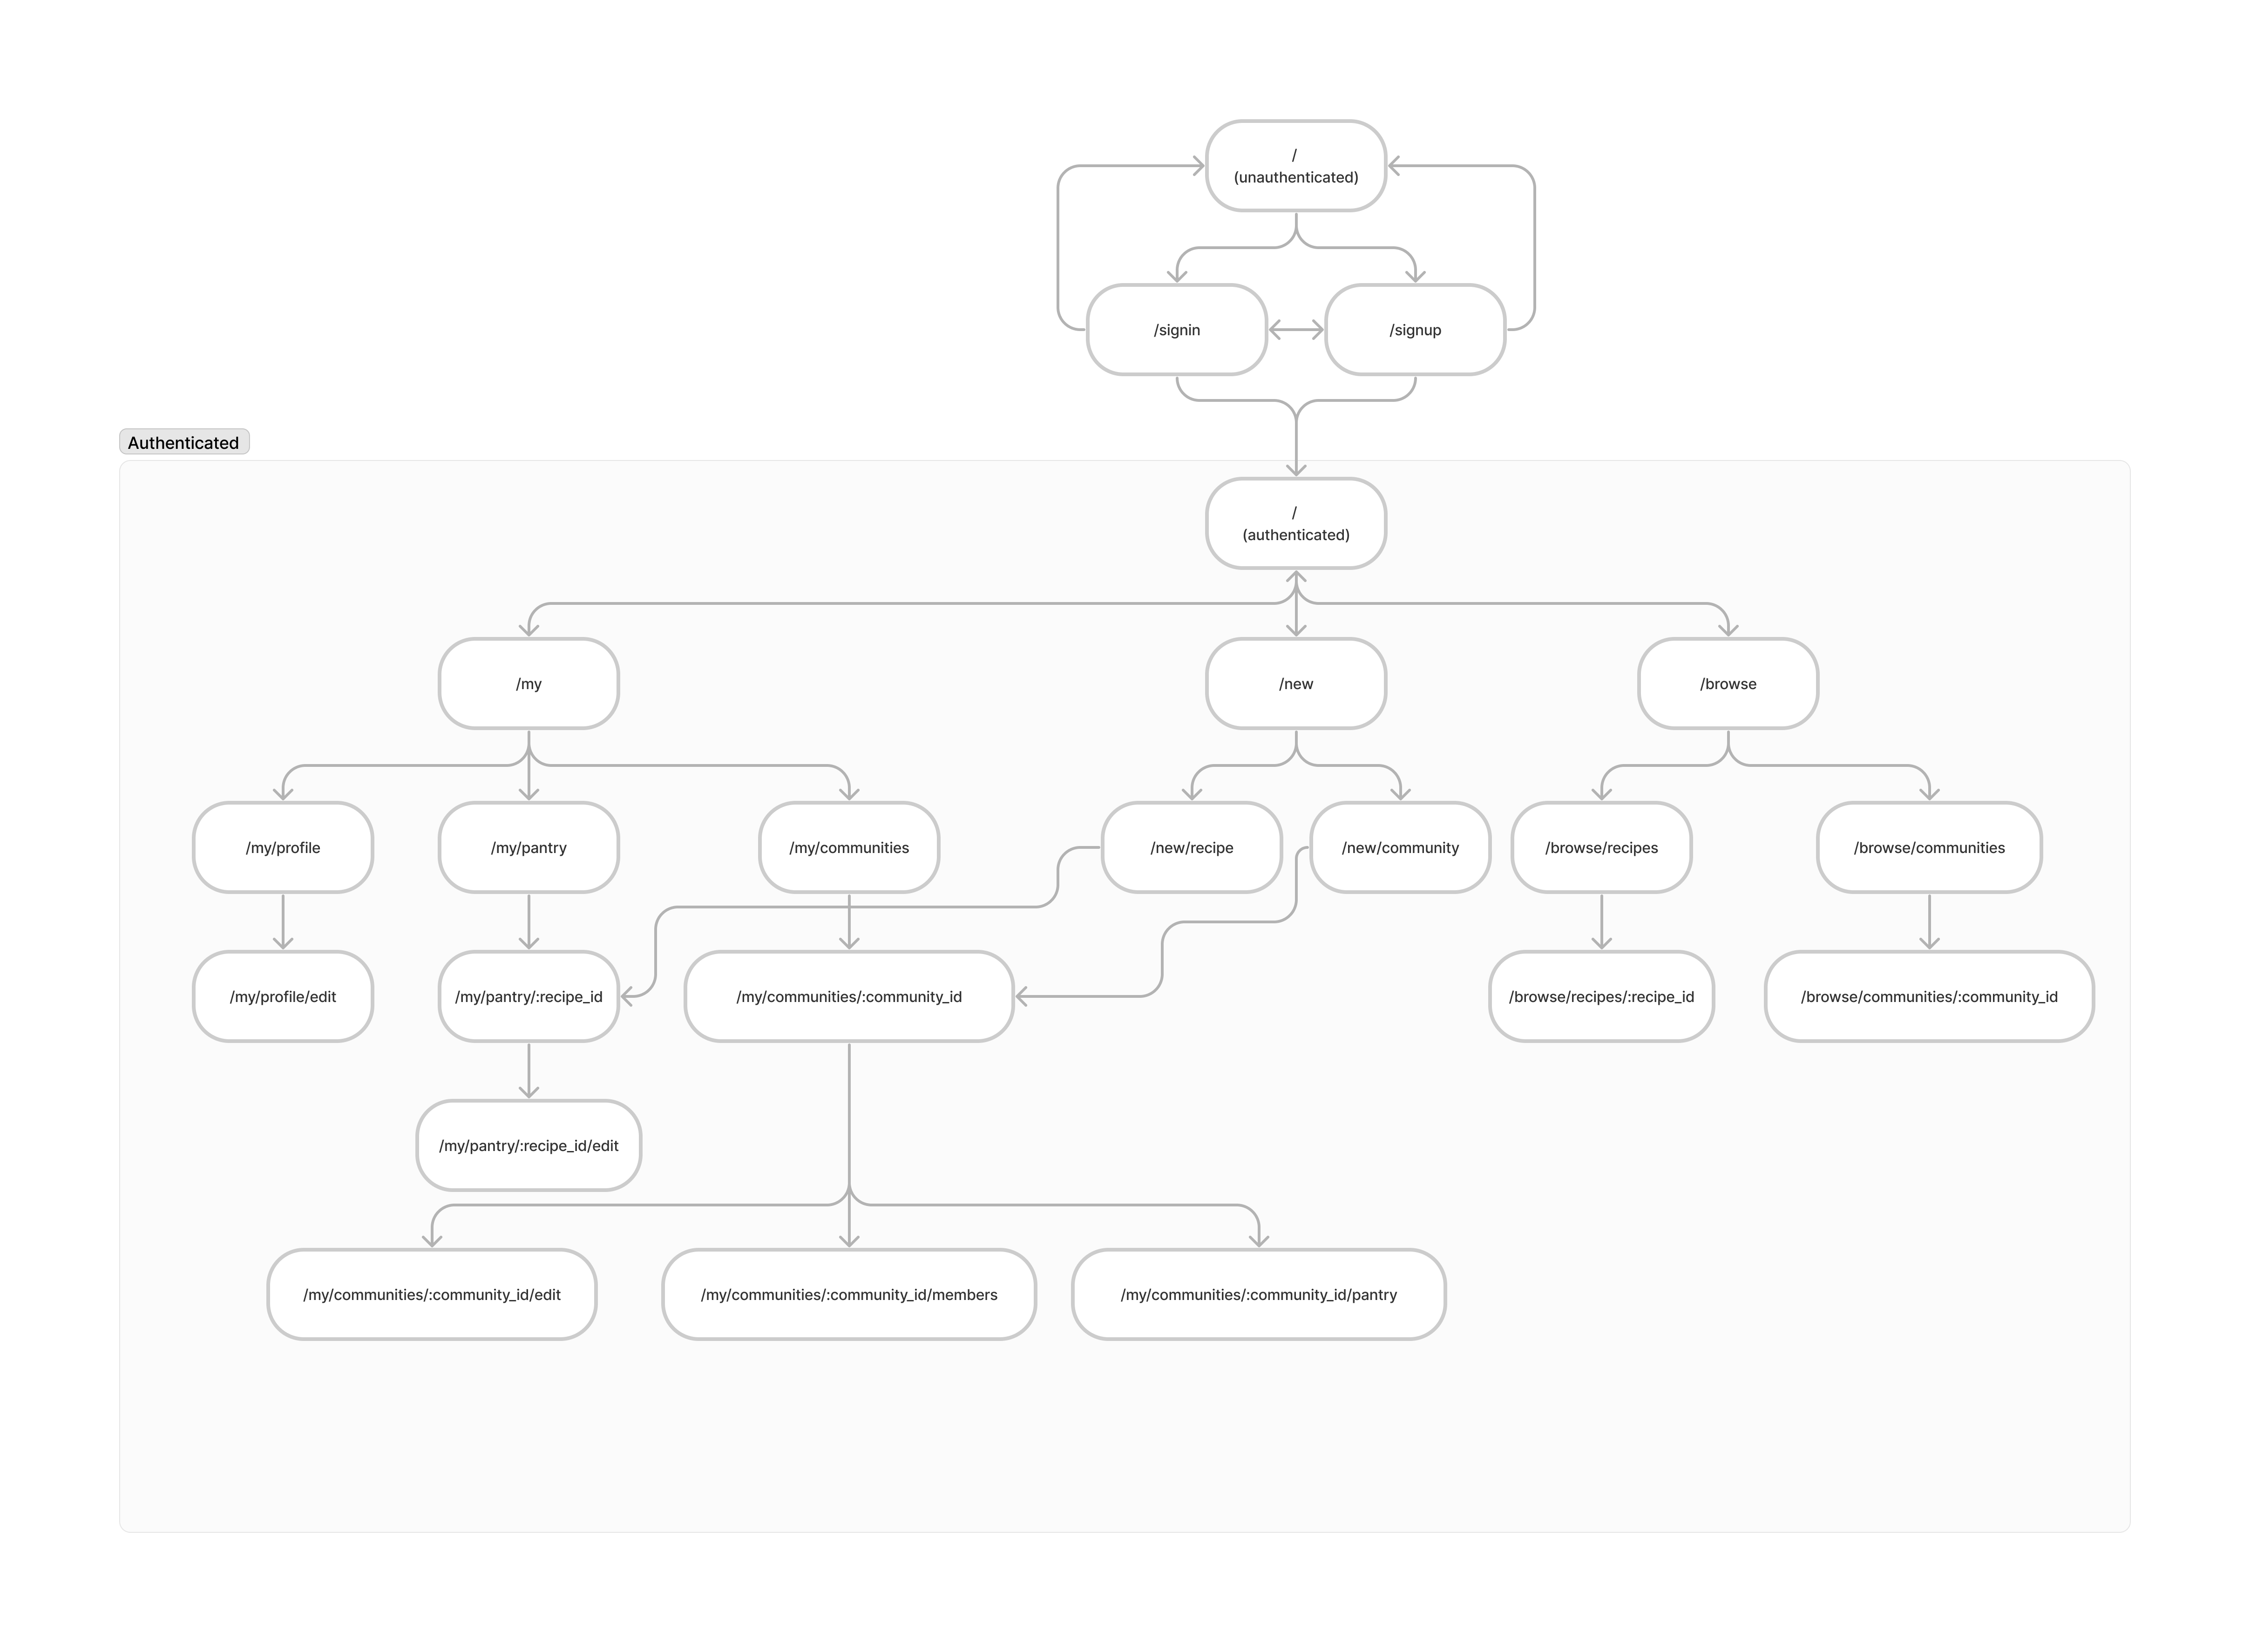 /
(unauthenticated)
/signin
/signup
Authenticated
/
(authenticated)
/my
/new
/browse
/my/profile
/my/pantry
/my/communities
/new/recipe
/new/community
/browse/recipes
/browse/communities
/my/profile/edit
/my/pantry/:recipe_id
/my/communities/:community_id
/browse/recipes/:recipe_id
/browse/communities/:community_id
/my/pantry/:recipe_id/edit
/my/communities/:community_id/edit
/my/communities/:community_id/members
/my/communities/:community_id/pantry